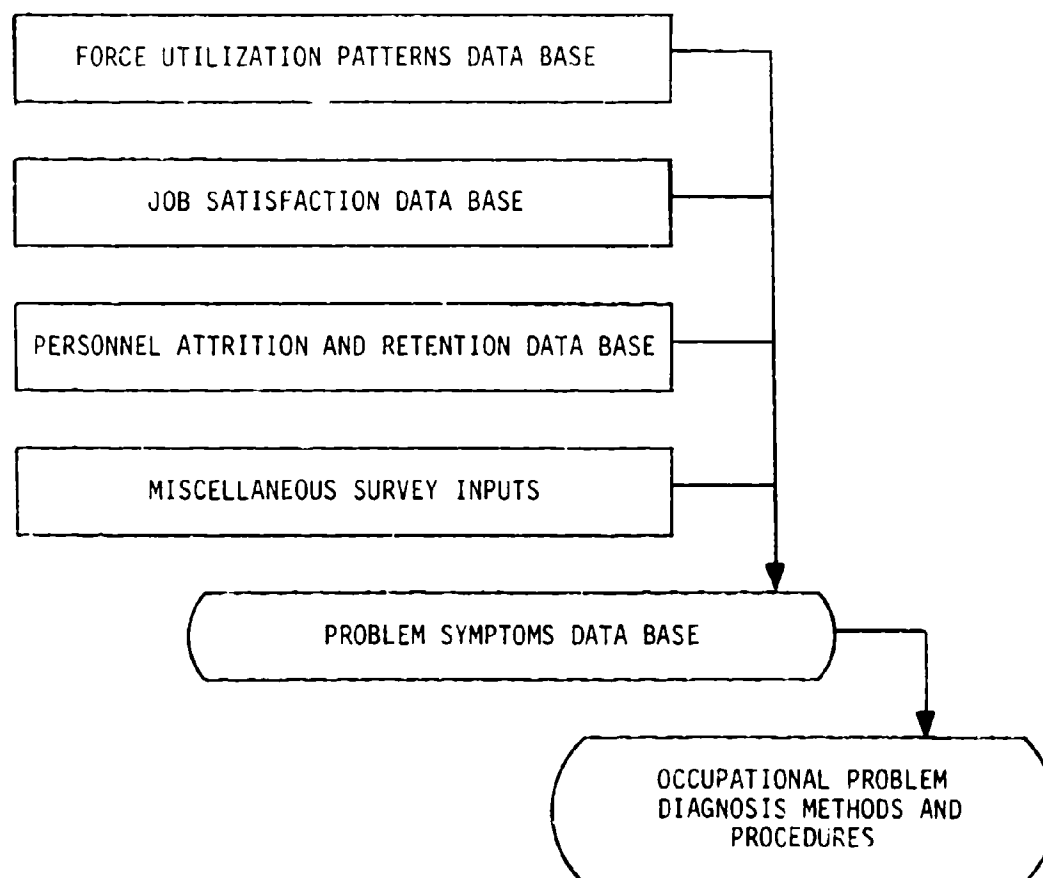 FORCE UTILIZATION PATTERNS DATA BASE
JOB SATISFACTION DATA BASE
PERSONNEL ATTRITION AND RETENTION DATA BASE
MISCELLANEOUS SURVEY INPUTS
PROBLEM SYMPTOMS DATA BASE
OCCUPATIONAL PROBLEM
DIAGNOSIS METHODS AND
PROCEDURES